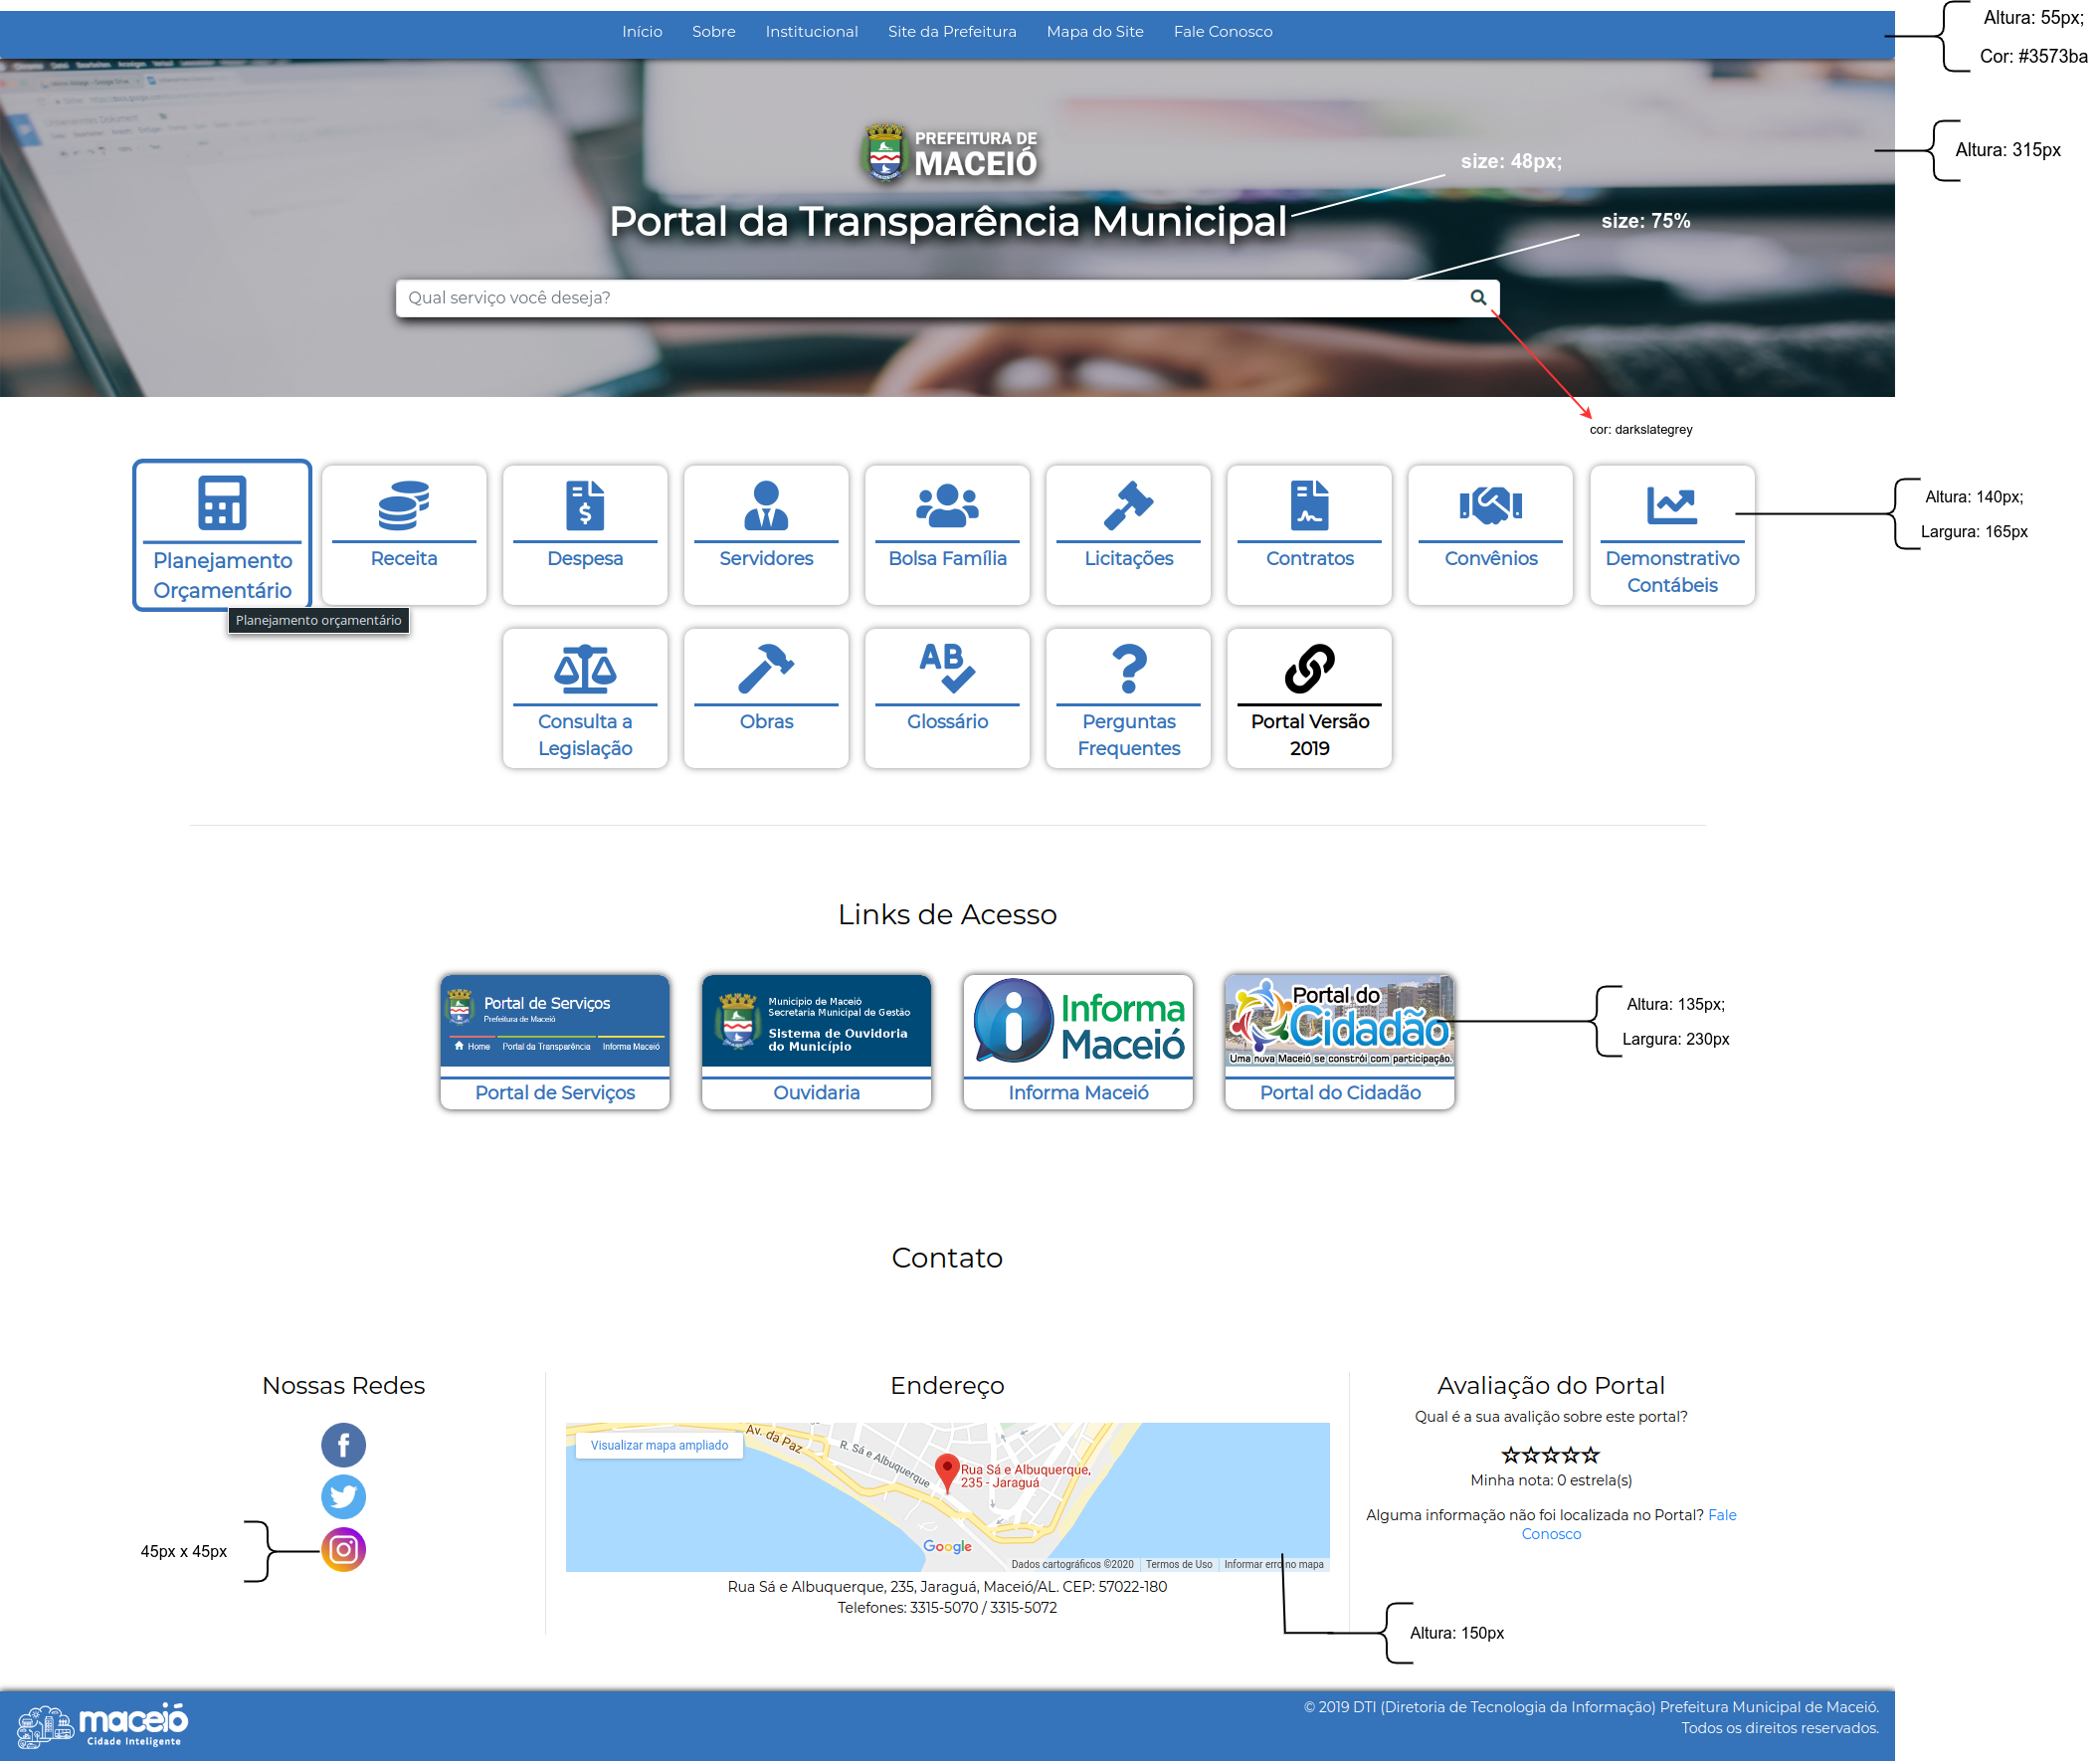 Início Sobre Institucional Site da Prefeitura Mapa do Site Fale Conosco
Altura: 55px;
Cor: #3573ba
PREFEITURA DE
MACEIÓ
Altura: 315px
size: 48px;
Portal da Transparência Municipal
size: 75%
Qual serviço você deseja?
cor: darkslategrey
Planejamento
Orçamentário
Receita
Despesa
Servidores
Bolsa Família
Licitações
Contratos
Convênios
Demonstrativo
Contábeis
Altura: 140px;
Largura: 165px
Planejamento orçamentário
Consulta a
Legislação
Obras
AB
Glossário
Perguntas
Frequentes
Portal Versão
2019
Links de Acesso
Portal de Serviços
Prefeitura de Maceió
Home Portal da Transparência Informa Maceió
Portal de Serviços
Município de Maceió
Secretaria Municipal de Gestão
Sistema de Ouvidoria
do Município
Ouvidaria
Informa
Maceió
Informa Maceió
Portal do
Cidadão
Uma nova Maceió se constrói com participação.
Portal do Cidadão
Altura: 135px;
Largura: 230px
Contato
Nossas Redes
45px x 45px
Endereço
Visualizar mapa ampliado
Av. da Paz
R. Sá e Albuquerque
Rua Sá e Albuquerque,
235 - Jaraguá
Google
Dados cartográficos ©2020 Termos de Uso Informar erro no mapa
Rua Sá e Albuquerque, 235, Jaraguá, Maceió/AL. CEP: 57022-180
Telefones: 3315-5070 / 3315-5072
Altura: 150px
Avaliação do Portal
Qual é a sua avalição sobre este portal?
Minha nota: 0 estrela(s)
Alguma informação não foi localizada no Portal? Fale
Conosco
maceió
Cidade Inteligente
© 2019 DTI (Diretoria de Tecnologia da Informação) Prefeitura Municipal de Maceió.
Todos os direitos reservados.